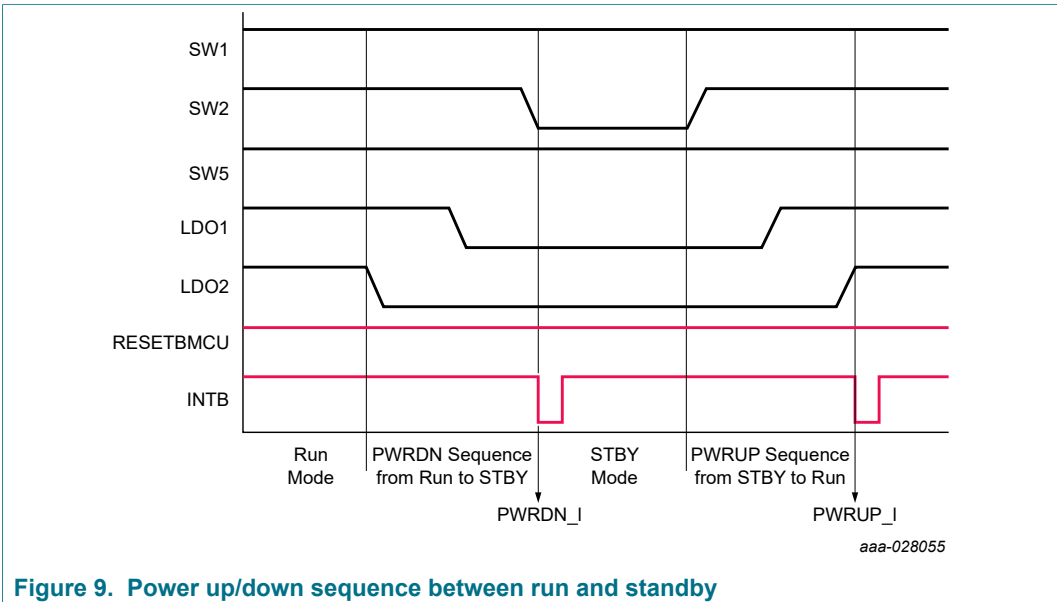 SW1
SW2
SW5
LDO1
LDO2
RESETBMCU
INTB
Run
Mode
PWRDN Sequence
from Run to STBY
STBY
Mode
PWRUP Sequence
from STBY to Run
PWRDN_I
PWRUP_I
aaa-028055
Figure 9. Power up/down sequence between run and standby